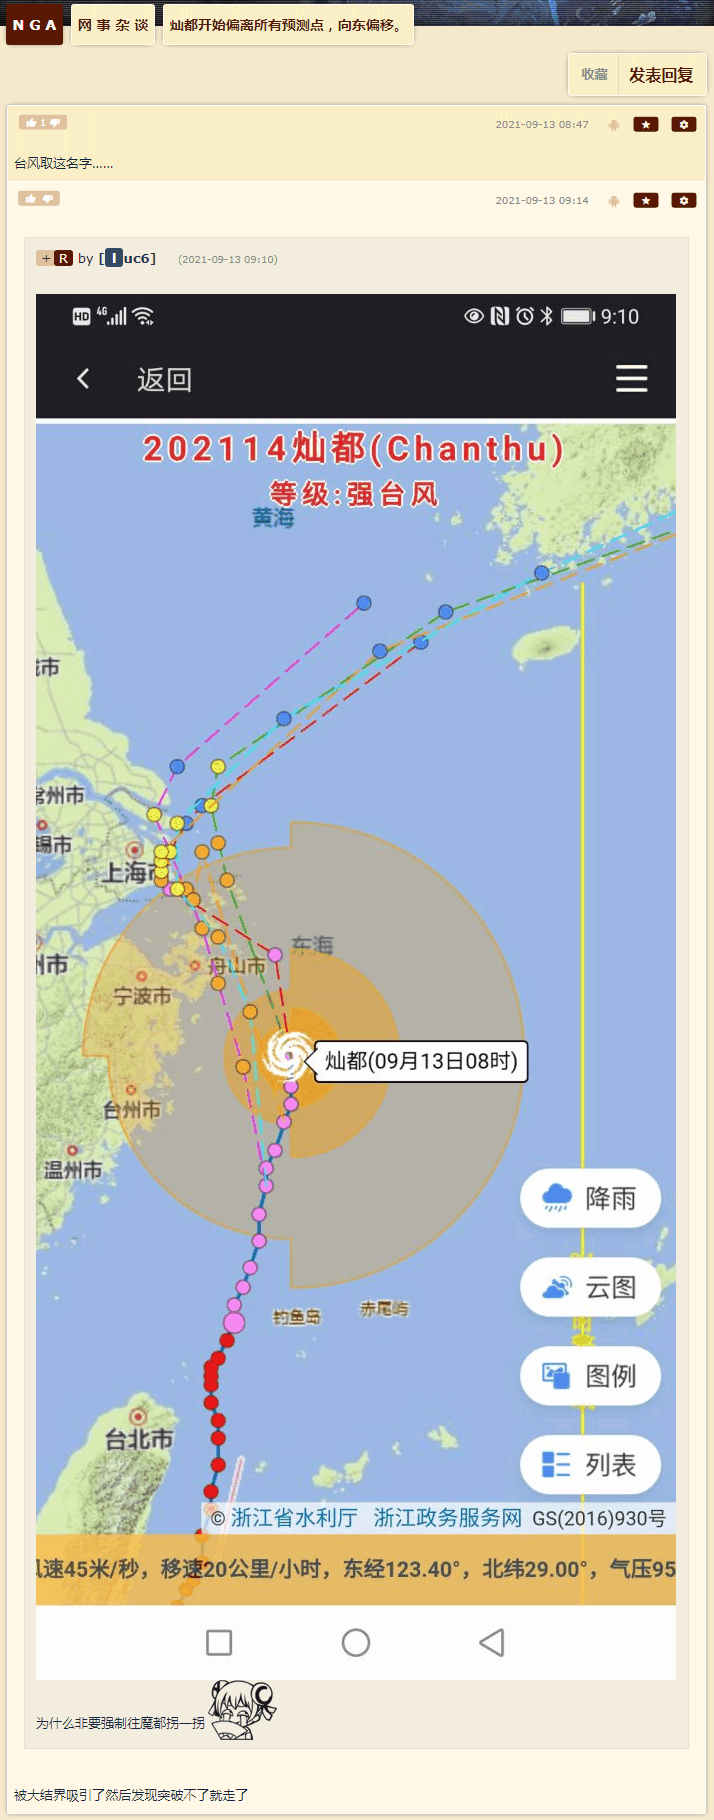 NGA 网事杂谈 灿都开始偏离所有预测点，向东偏移。
收藏 发表回复
1 2021-09-13 08:47
台风取这名字……
2021-09-13 09:14
+ R by [luc6] (2021-09-13 09:10)
HD 4G 9:10
返回
202114灿都(Chanthu)
等级:强台风
黄海
常州市
上海市
东海
舟山市
宁波市
灿都(09月13日08时)
台州市
温州市
降雨
云图
钓鱼岛 赤尾屿
图例
台北市
列表
© 浙江省水利厅 浙江政务服务网 GS(2016)930号
速45米/秒，移速20公里/小时，东经123.40°，北纬29.00°，气压95
为什么非要强制往魔都拐一拐
被大结界吸引了然后发现突破不了就走了